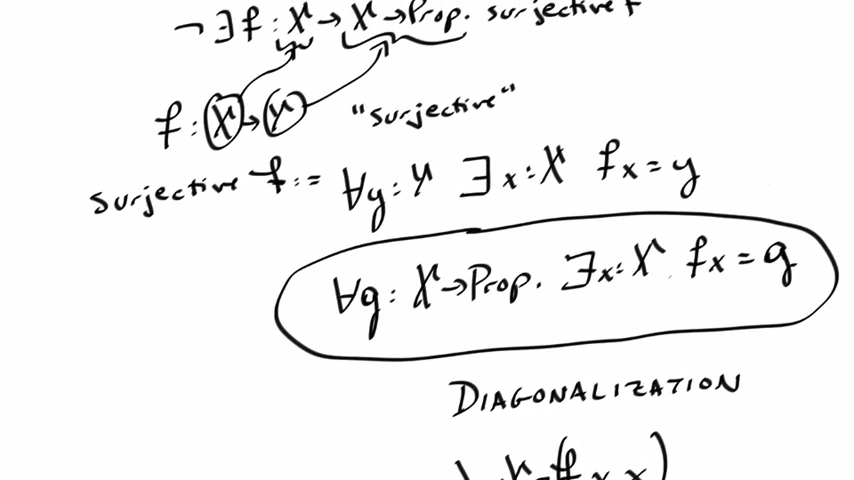 ¬ ∃ f : X → X → Prop. surjective f
f : X → Y "surjective"
surjective f := ∀y : Y ∃x : X fx = y
∀g : X → Prop. ∃x : X fx = g
DIAGONALIZATION